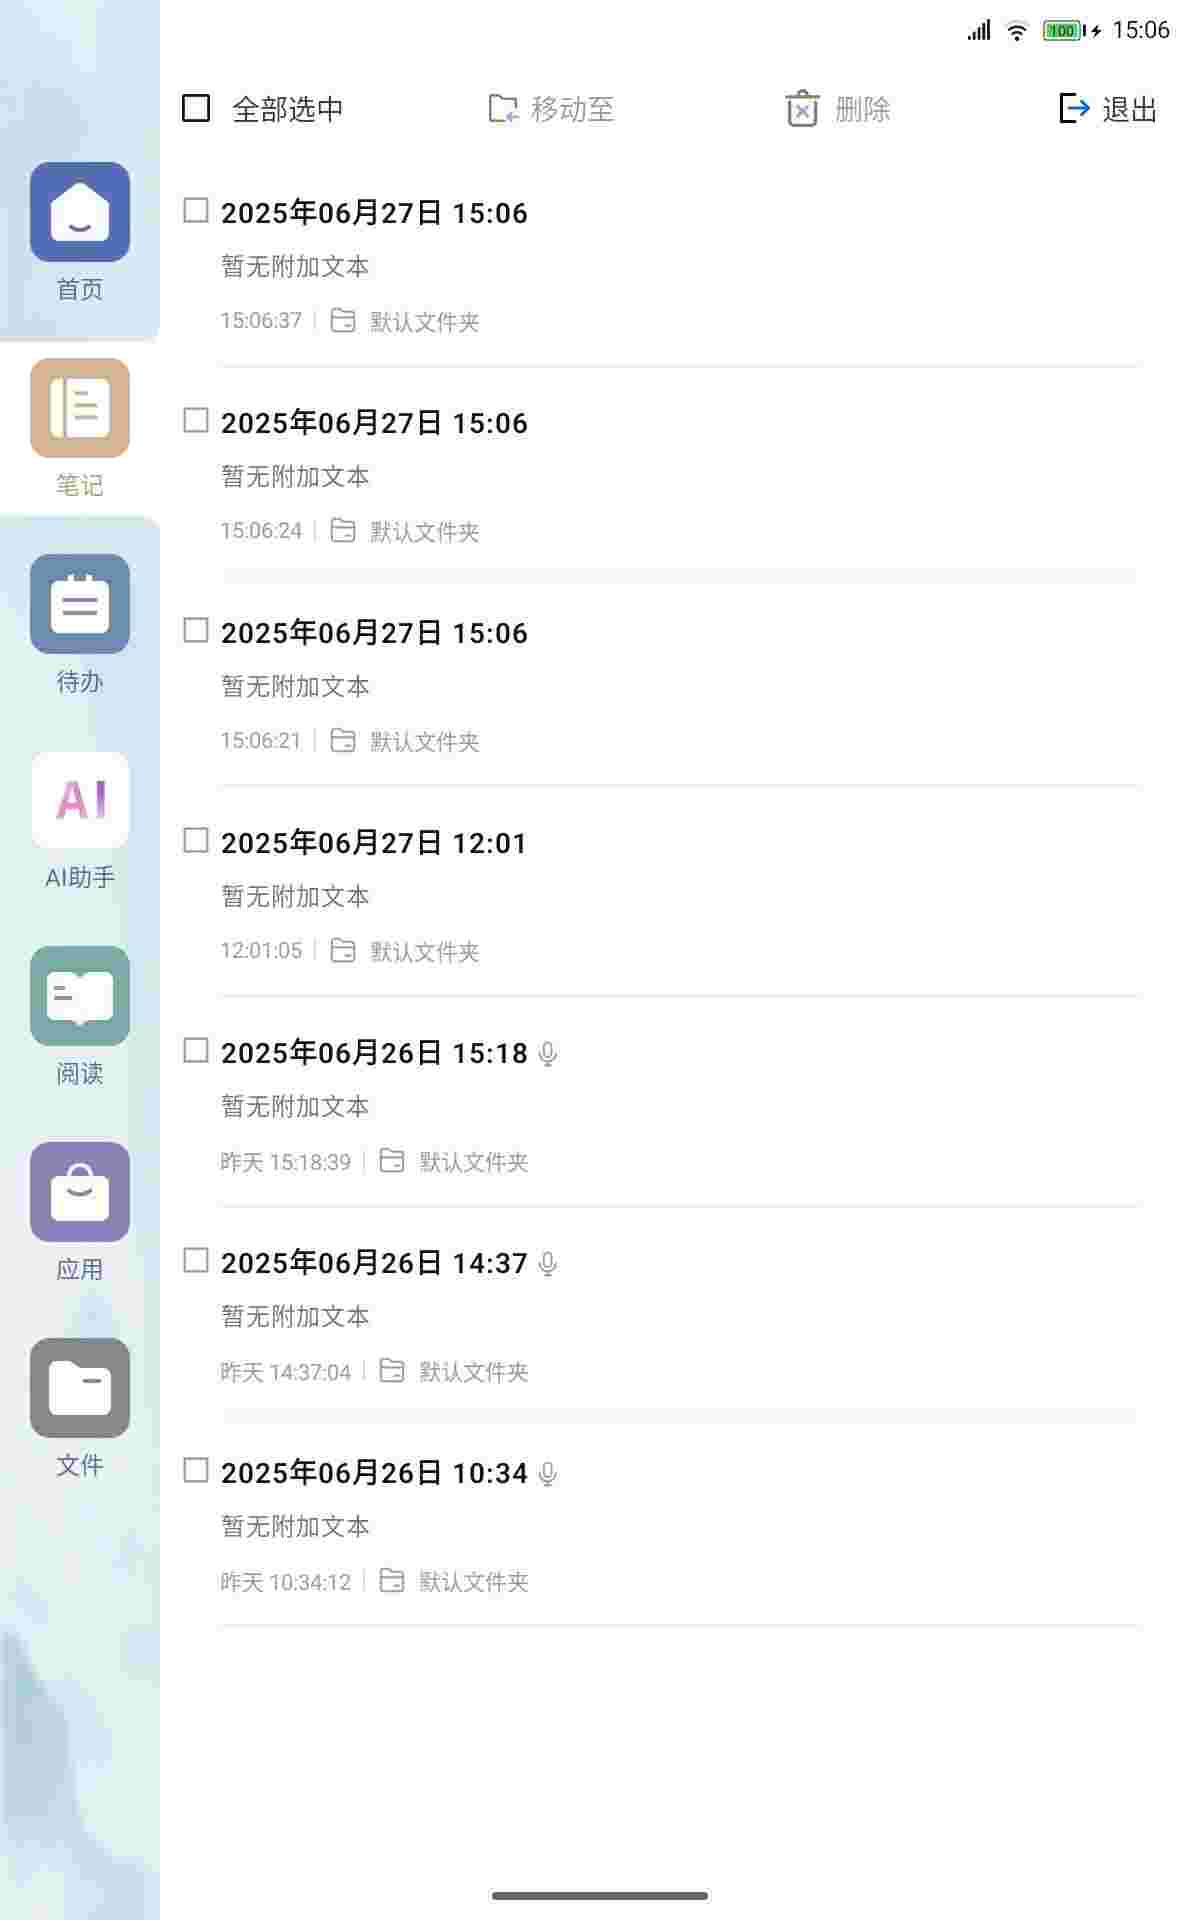 100 15:06
全部选中 移动至 删除 退出
首页
笔记
待办
AI
AI助手
阅读
应用
文件
2025年06月27日 15:06
暂无附加文本
15:06:37 默认文件夹
2025年06月27日 15:06
暂无附加文本
15:06:24 默认文件夹
2025年06月27日 15:06
暂无附加文本
15:06:21 默认文件夹
2025年06月27日 12:01
暂无附加文本
12:01:05 默认文件夹
2025年06月26日 15:18
暂无附加文本
昨天 15:18:39 默认文件夹
2025年06月26日 14:37
暂无附加文本
昨天 14:37:04 默认文件夹
2025年06月26日 10:34
暂无附加文本
昨天 10:34:12 默认文件夹